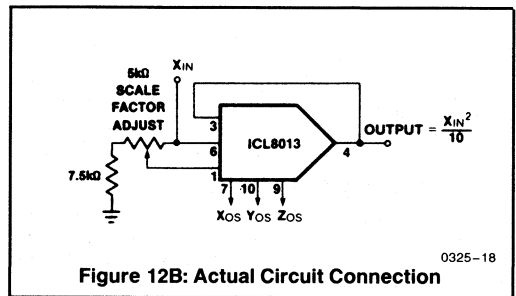 XIN
5kΩ
SCALE
FACTOR
ADJUST
3
ICL8013
4
OUTPUT = XIN²/10
6
7.5kΩ
1
7 10 9
XOS YOS ZOS
0325-18
Figure 12B: Actual Circuit Connection